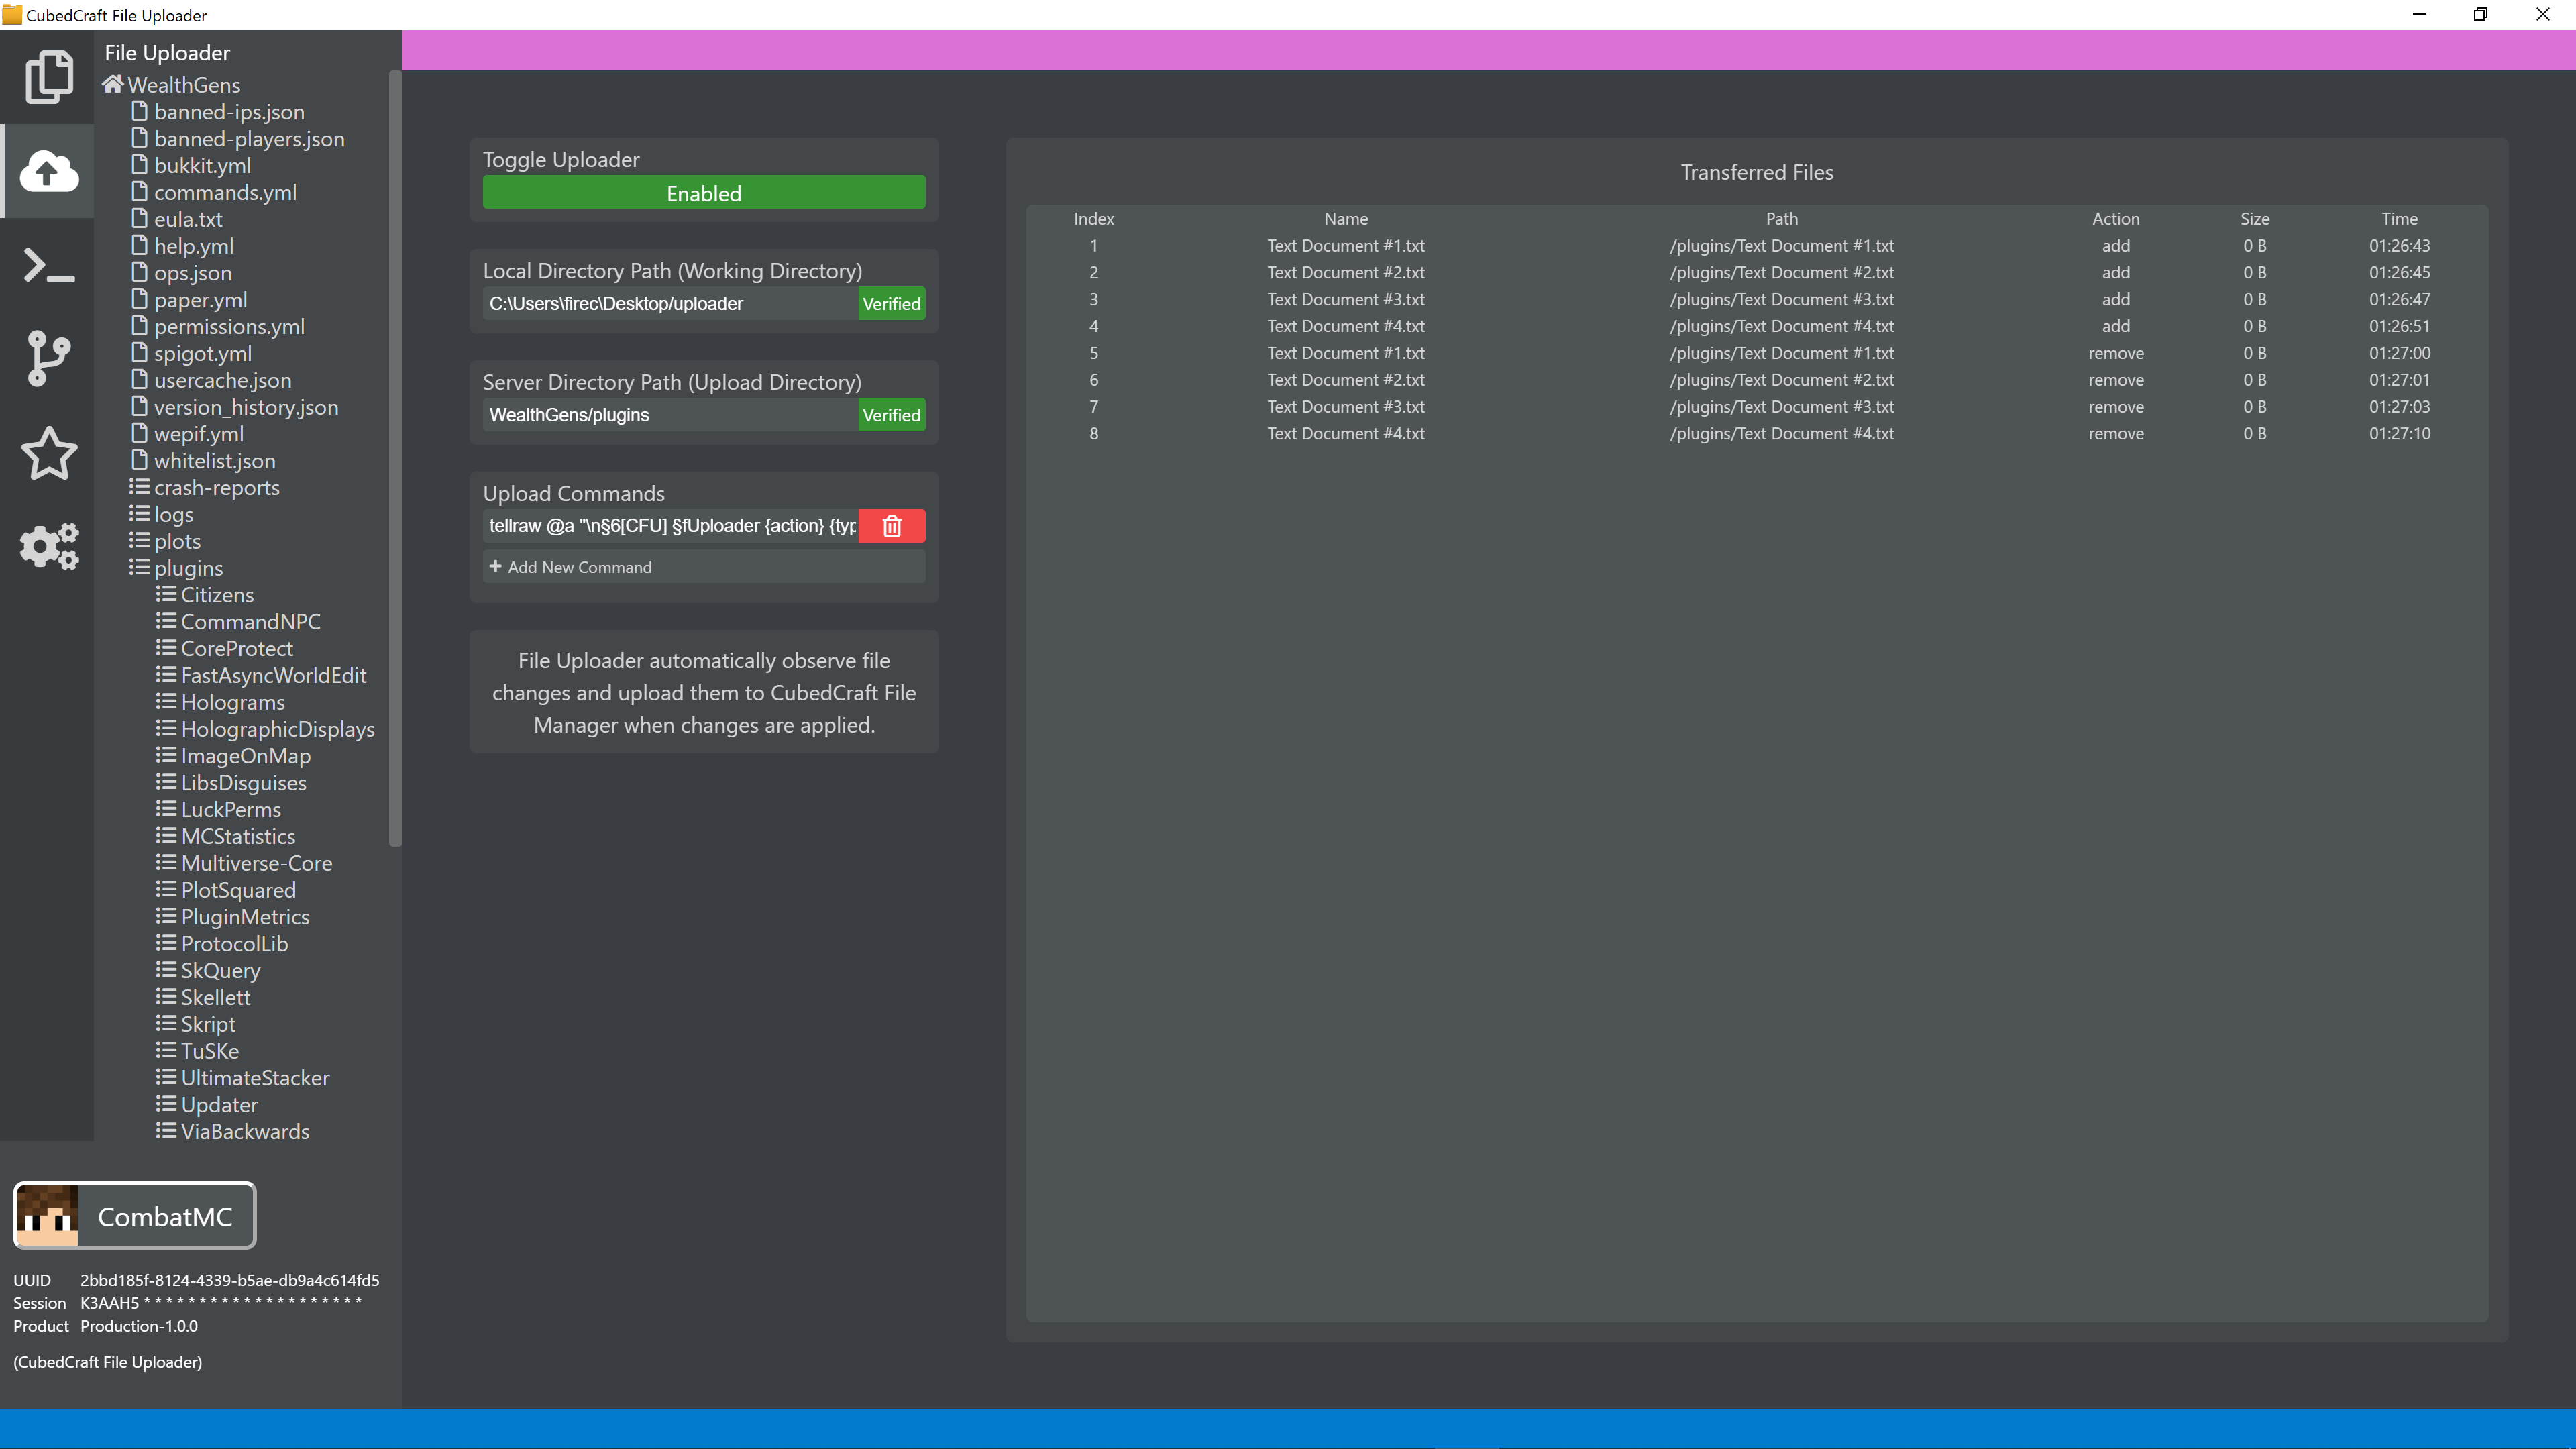 CubedCraft File Uploader
File Uploader
WealthGens
banned-ips.json
banned-players.json
bukkit.yml
commands.yml
eula.txt
help.yml
ops.json
paper.yml
permissions.yml
spigot.yml
usercache.json
version_history.json
wepif.yml
whitelist.json
crash-reports
logs
plots
plugins
Citizens
CommandNPC
CoreProtect
FastAsyncWorldEdit
Holograms
HolographicDisplays
ImageOnMap
LibsDisguises
LuckPerms
MCStatistics
Multiverse-Core
PlotSquared
PluginMetrics
ProtocolLib
SkQuery
Skellett
Skript
TuSKe
UltimateStacker
Updater
ViaBackwards
CombatMC
UUID 2bbd185f-8124-4339-b5ae-db9a4c614fd5
Session K3AAH5 * * * * * * * * * * * * * * * * * * * *
Product Production-1.0.0
(CubedCraft File Uploader)
Toggle Uploader
Enabled
Local Directory Path (Working Directory)
C:\Users\firec\Desktop/uploader Verified
Server Directory Path (Upload Directory)
WealthGens/plugins Verified
Upload Commands
tellraw @a "\n§6[CFU] §fUploader {action} {typ
+ Add New Command
File Uploader automatically observe file
changes and upload them to CubedCraft File
Manager when changes are applied.
Transferred Files
Index Name Path Action Size Time
1 Text Document #1.txt /plugins/Text Document #1.txt add 0 B 01:26:43
2 Text Document #2.txt /plugins/Text Document #2.txt add 0 B 01:26:45
3 Text Document #3.txt /plugins/Text Document #3.txt add 0 B 01:26:47
4 Text Document #4.txt /plugins/Text Document #4.txt add 0 B 01:26:51
5 Text Document #1.txt /plugins/Text Document #1.txt remove 0 B 01:27:00
6 Text Document #2.txt /plugins/Text Document #2.txt remove 0 B 01:27:01
7 Text Document #3.txt /plugins/Text Document #3.txt remove 0 B 01:27:03
8 Text Document #4.txt /plugins/Text Document #4.txt remove 0 B 01:27:10